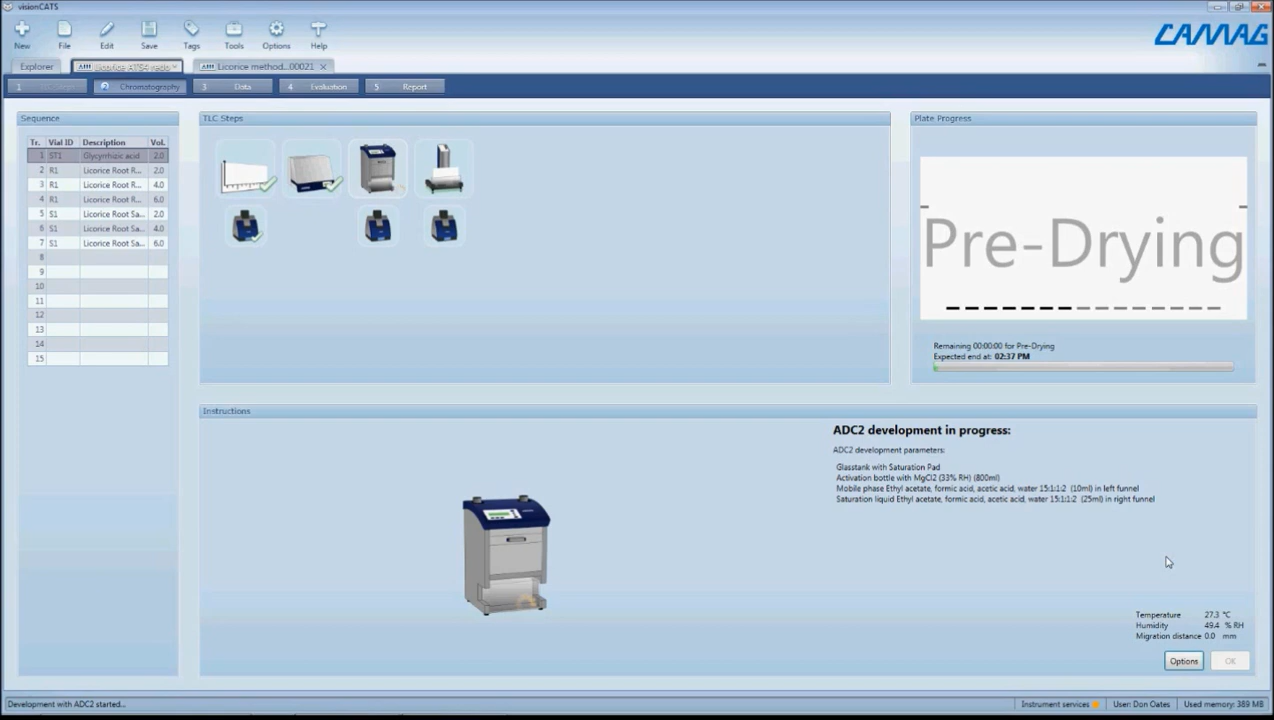 visionCATS
New File Edit Save Tags Tools Options Help
CAMAG
Explorer Licorice ATS4 redo * Licorice method...00021
1 TLC Steps 2 Chromatography 3 Data 4 Evaluation 5 Report
Sequence
Tr. Vial ID Description Vol.
1 ST1 Glycyrrhizic acid 2.0
2 R1 Licorice Root R... 2.0
3 R1 Licorice Root R... 4.0
4 R1 Licorice Root R... 6.0
5 S1 Licorice Root Sa... 2.0
6 S1 Licorice Root Sa... 4.0
7 S1 Licorice Root Sa... 6.0
8
9
10
11
12
13
14
15
TLC Steps
Plate Progress
Pre-Drying
Remaining 00:00:00 for Pre-Drying
Expected end at: 02:37 PM
Instructions
ADC2 development in progress:
ADC2 development parameters:
Glasstank with Saturation Pad
Activation bottle with MgCl2 (33% RH) (800ml)
Mobile phase Ethyl acetate, formic acid, acetic acid, water 15:1:1:2 (10ml) in left funnel
Saturation liquid Ethyl acetate, formic acid, acetic acid, water 15:1:1:2 (25ml) in right funnel
Temperature 27.3 °C
Humidity 49.4 % RH
Migration distance 0.0 mm
Options OK
Development with ADC2 started... Instrument services User: Don Oates Used memory: 389 MB